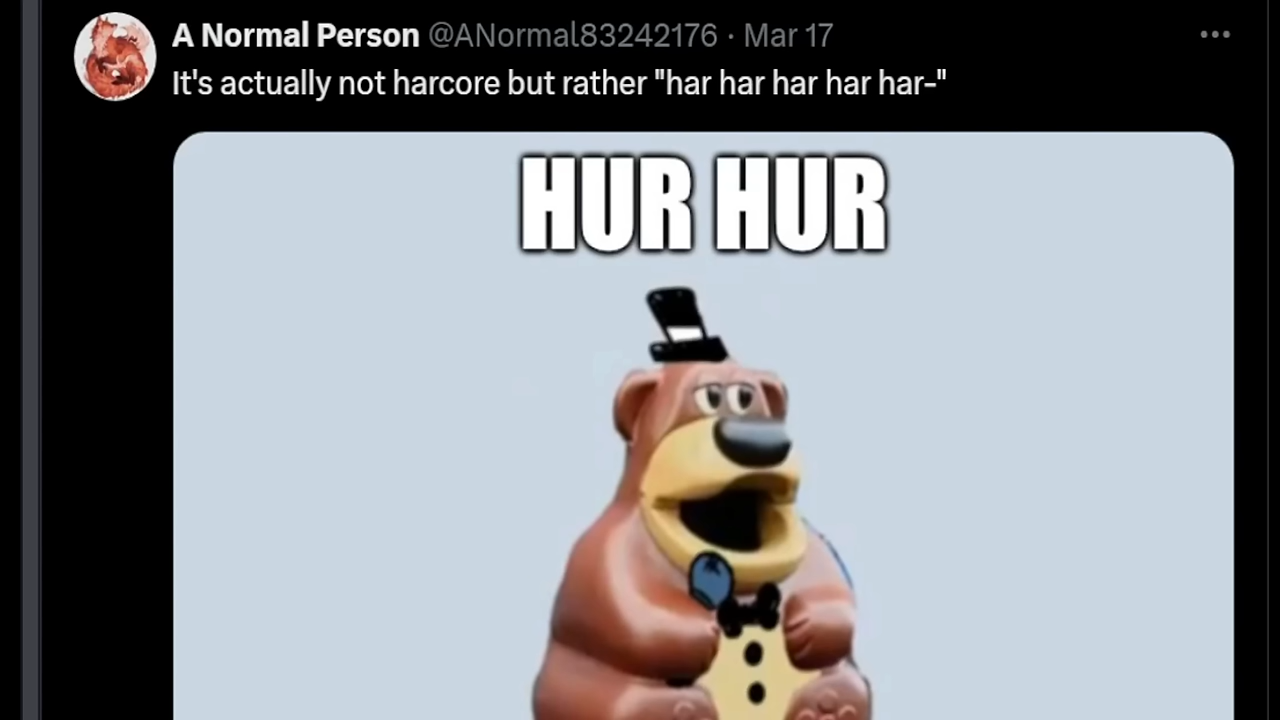 A Normal Person @ANormal83242176 · Mar 17
It's actually not harcore but rather "har har har har har-"
HUR HUR